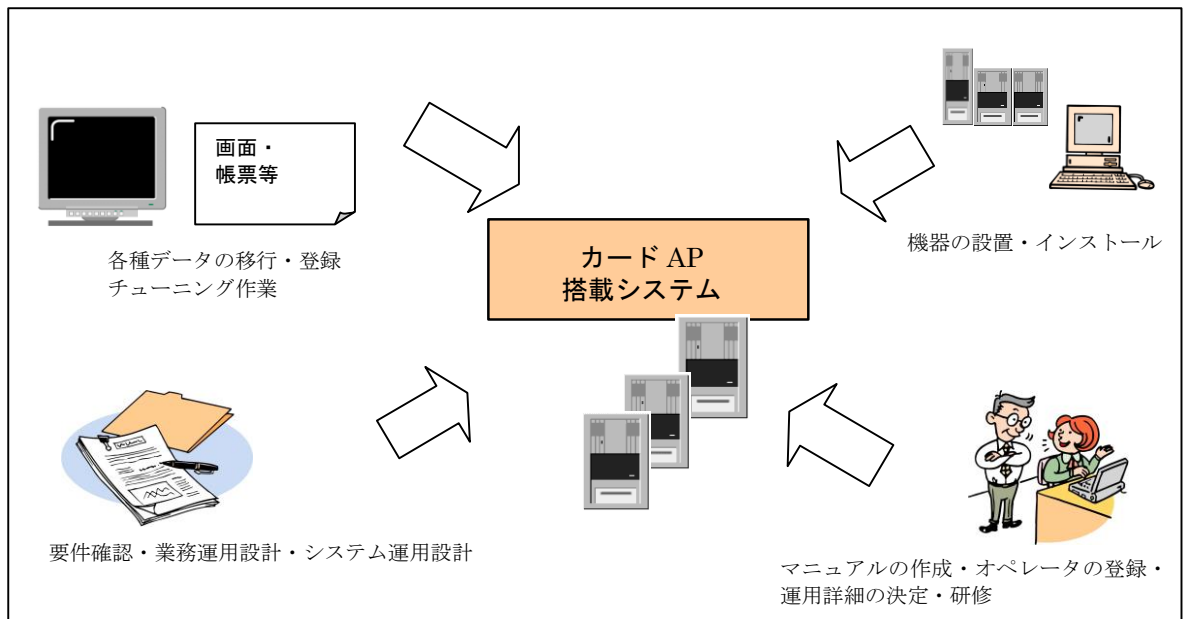 画面・
帳票等
各種データの移行・登録
チューニング作業
カード AP
搭載システム
機器の設置・インストール
要件確認・業務運用設計・システム運用設計
マニュアルの作成・オペレータの登録・
運用詳細の決定・研修